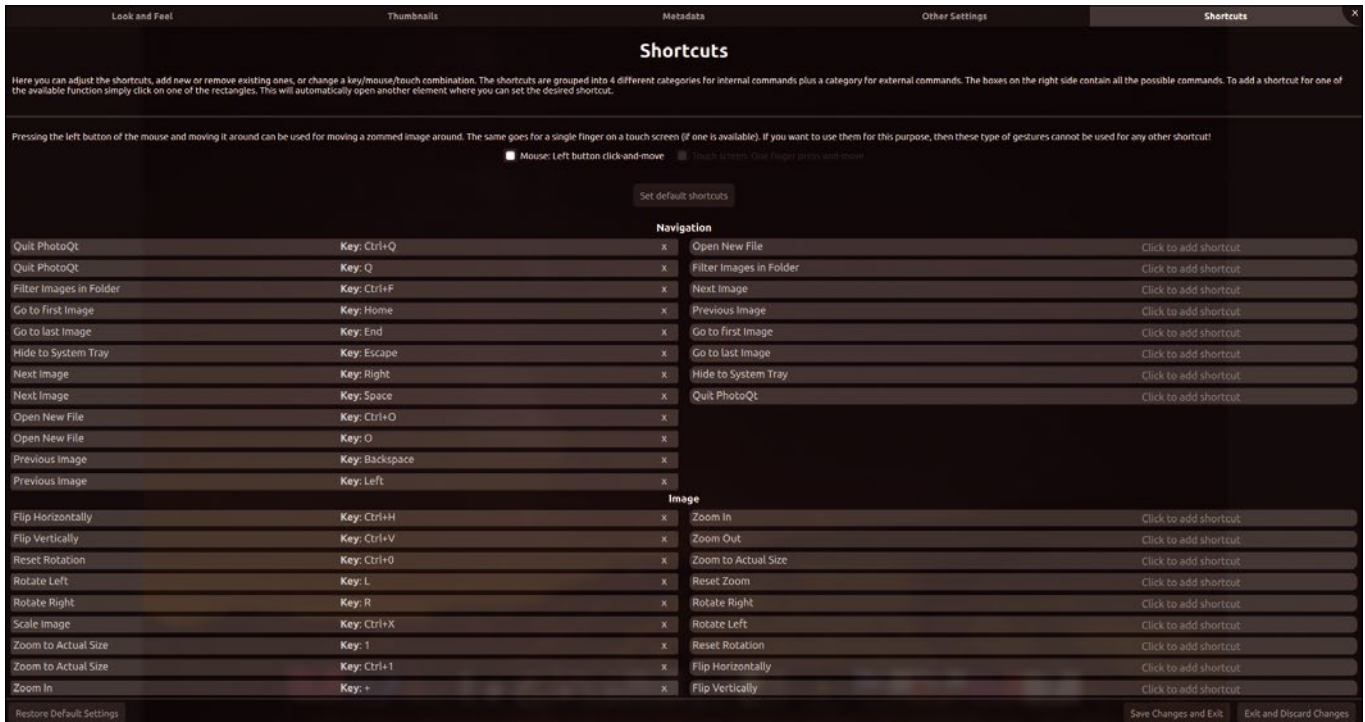 Look and Feel Thumbnails Metadata Other Settings Shortcuts x
Shortcuts
Here you can adjust the shortcuts, add new or remove existing ones, or change a key/mouse/touch combination. The shortcuts are grouped into 4 different categories for internal commands plus a category for external commands. The boxes on the right side contain all the possible commands. To add a shortcut for one of
the available function simply click on one of the rectangles. This will automatically open another element where you can set the desired shortcut.
Pressing the left button of the mouse and moving it around can be used for moving a zommed image around. The same goes for a single finger on a touch screen (if one is available). If you want to use them for this purpose, then these type of gestures cannot be used for any other shortcut!
Mouse: Left button click-and-move Touch screen: One finger press-and-move
Set default shortcuts
Navigation
Quit PhotoQt Key: Ctrl+Q x Open New File Click to add shortcut
Quit PhotoQt Key: Q x Filter Images in Folder Click to add shortcut
Filter Images in Folder Key: Ctrl+F x Next Image Click to add shortcut
Go to first Image Key: Home x Previous Image Click to add shortcut
Go to last Image Key: End x Go to first Image Click to add shortcut
Hide to System Tray Key: Escape x Go to last Image Click to add shortcut
Next Image Key: Right x Hide to System Tray Click to add shortcut
Next Image Key: Space x Quit PhotoQt Click to add shortcut
Open New File Key: Ctrl+O x
Open New File Key: O x
Previous Image Key: Backspace x
Previous Image Key: Left x
Image
Flip Horizontally Key: Ctrl+H x Zoom In Click to add shortcut
Flip Vertically Key: Ctrl+V x Zoom Out Click to add shortcut
Reset Rotation Key: Ctrl+0 x Zoom to Actual Size Click to add shortcut
Rotate Left Key: L x Reset Zoom Click to add shortcut
Rotate Right Key: R x Rotate Right Click to add shortcut
Scale Image Key: Ctrl+X x Rotate Left Click to add shortcut
Zoom to Actual Size Key: 1 x Reset Rotation Click to add shortcut
Zoom to Actual Size Key: Ctrl+1 x Flip Horizontally Click to add shortcut
Zoom In Key: + x Flip Vertically Click to add shortcut
Restore Default Settings Save Changes and Exit Exit and Discard Changes